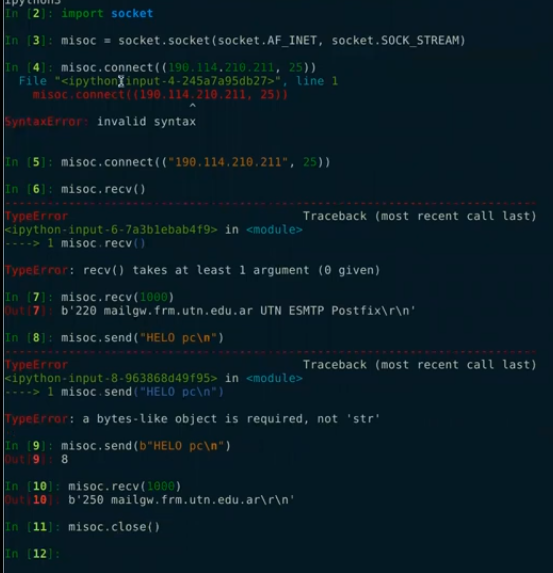 ipython3
In [2]: import socket
In [3]: misoc = socket.socket(socket.AF_INET, socket.SOCK_STREAM)
In [4]: misoc.connect((190.114.210.211, 25))
File "<ipython-input-4-245a7a95db27>", line 1
misoc.connect((190.114.210.211, 25))
^
SyntaxError: invalid syntax
In [5]: misoc.connect(("190.114.210.211", 25))
In [6]: misoc.recv()
---------------------------------------------------------------------------
TypeError Traceback (most recent call last)
<ipython-input-6-7a3b1ebab4f9> in <module>
----> 1 misoc.recv()
TypeError: recv() takes at least 1 argument (0 given)
In [7]: misoc.recv(1000)
Out[7]: b'220 mailgw.frm.utn.edu.ar UTN ESMTP Postfix\r\n'
In [8]: misoc.send("HELO pc\n")
---------------------------------------------------------------------------
TypeError Traceback (most recent call last)
<ipython-input-8-963868d49f95> in <module>
----> 1 misoc.send("HELO pc\n")
TypeError: a bytes-like object is required, not 'str'
In [9]: misoc.send(b"HELO pc\n")
Out[9]: 8
In [10]: misoc.recv(1000)
Out[10]: b'250 mailgw.frm.utn.edu.ar\r\n'
In [11]: misoc.close()
In [12]: